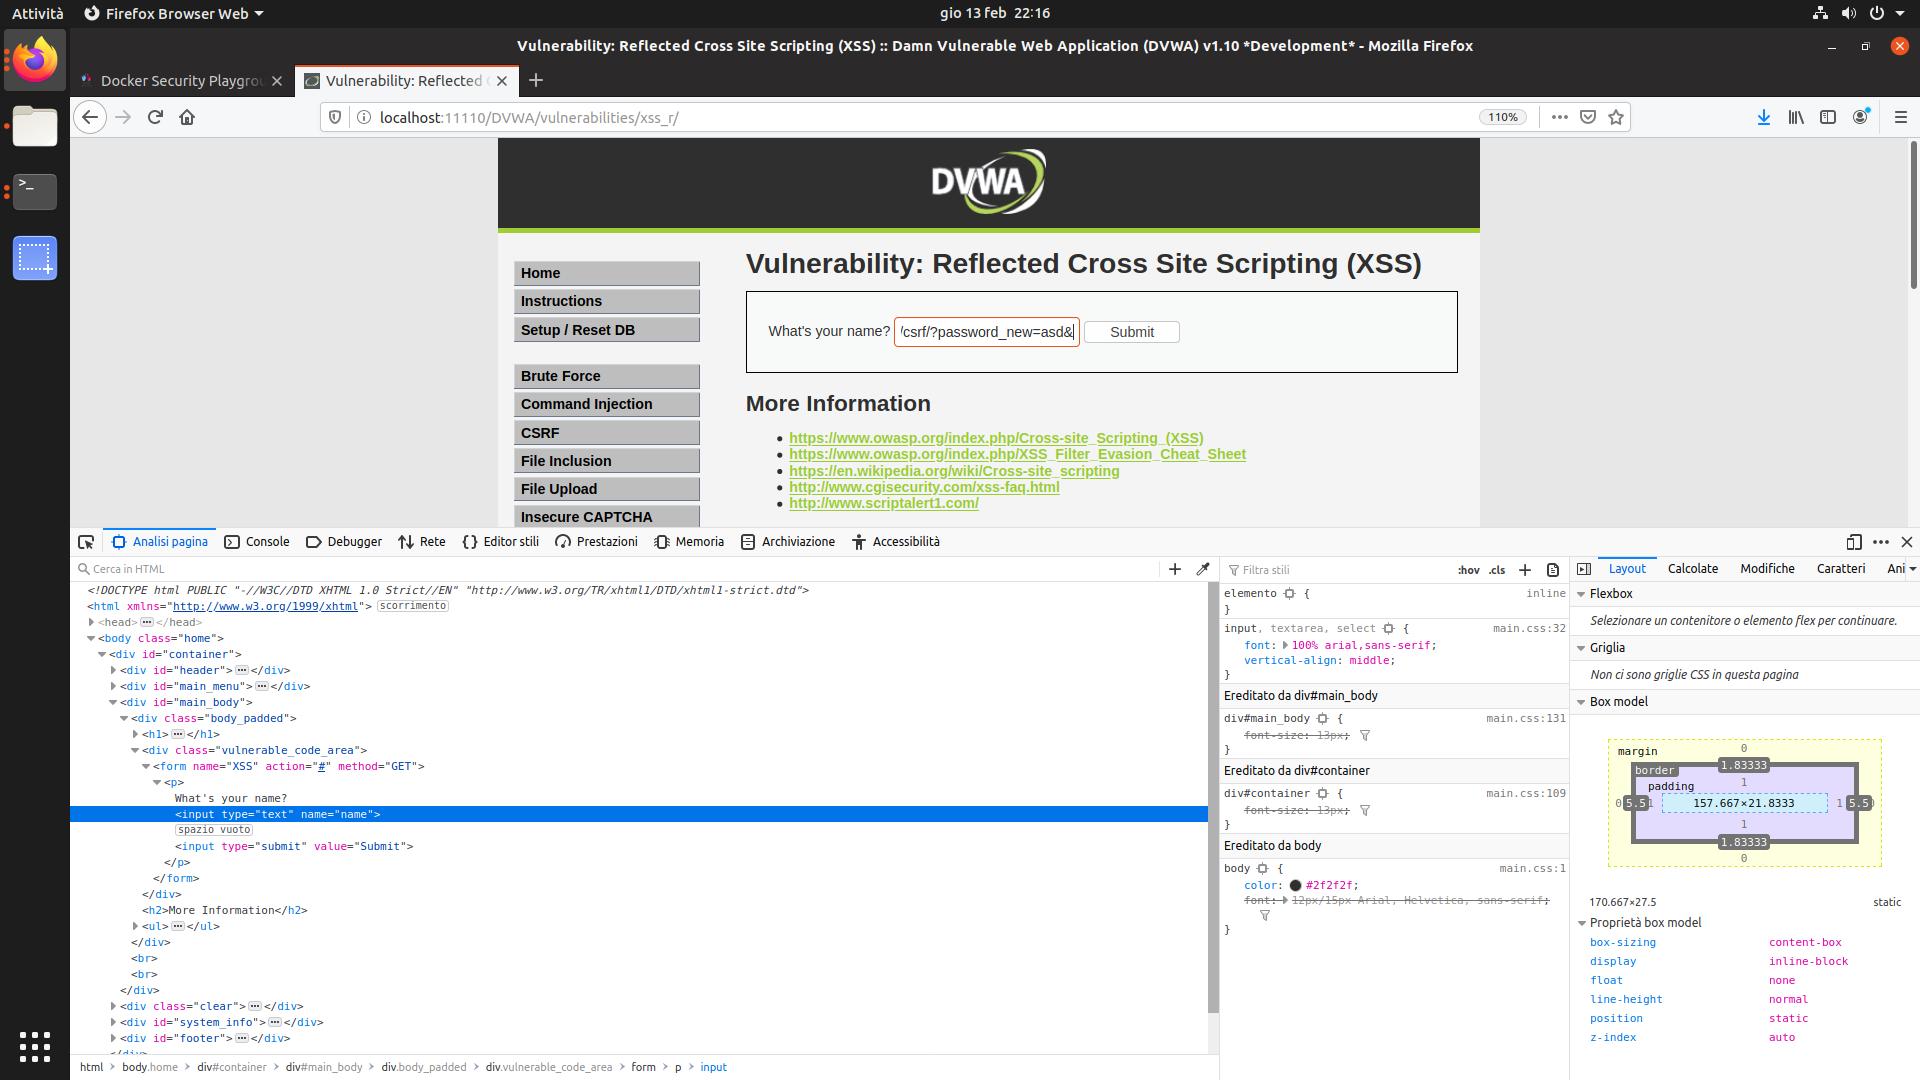 Attività
Firefox Browser Web
gio 13 feb 22:16
Vulnerability: Reflected Cross Site Scripting (XSS) :: Damn Vulnerable Web Application (DVWA) v1.10 *Development* - Mozilla Firefox
Docker Security Playgrou
Vulnerability: Reflected
localhost:11110/DVWA/vulnerabilities/xss_r/
110%
DVWA
Home
Instructions
Setup / Reset DB
Brute Force
Command Injection
CSRF
File Inclusion
File Upload
Insecure CAPTCHA
Vulnerability: Reflected Cross Site Scripting (XSS)
What's your name? /csrf/?password_new=asd& Submit
More Information
https://www.owasp.org/index.php/Cross-site_Scripting_(XSS)
https://www.owasp.org/index.php/XSS_Filter_Evasion_Cheat_Sheet
https://en.wikipedia.org/wiki/Cross-site_scripting
http://www.cgisecurity.com/xss-faq.html
http://www.scriptalert1.com/
Analisi pagina Console Debugger Rete Editor stili Prestazioni Memoria Archiviazione Accessibilità
Cerca in HTML
<!DOCTYPE html PUBLIC "-//W3C//DTD XHTML 1.0 Strict//EN" "http://www.w3.org/TR/xhtml1/DTD/xhtml1-strict.dtd">
<html xmlns="http://www.w3.org/1999/xhtml"> scorrimento
<head> ••• </head>
<body class="home">
<div id="container">
<div id="header"> ••• </div>
<div id="main_menu"> ••• </div>
<div id="main_body">
<div class="body_padded">
<h1> ••• </h1>
<div class="vulnerable_code_area">
<form name="XSS" action="#" method="GET">
<p>
What's your name?
<input type="text" name="name">
spazio vuoto
<input type="submit" value="Submit">
</p>
</form>
</div>
<h2>More Information</h2>
<ul> ••• </ul>
</div>
<br>
<br>
</div>
<div class="clear"> ••• </div>
<div id="system_info"> ••• </div>
<div id="footer"> ••• </div>
</div>
html > body.home > div#container > div#main_body > div.body_padded > div.vulnerable_code_area > form > p > input
Filtra stili :hov .cls +
elemento { inline
}
input, textarea, select { main.css:32
font: 100% arial,sans-serif;
vertical-align: middle;
}
Ereditato da div#main_body
div#main_body { main.css:131
font-size: 13px;
}
Ereditato da div#container
div#container { main.css:109
font-size: 13px;
}
Ereditato da body
body { main.css:1
color: #2f2f2f;
font: 12px/15px Arial, Helvetica, sans-serif;
}
Layout Calcolate Modifiche Caratteri Ani
Flexbox
Selezionare un contenitore o elemento flex per continuare.
Griglia
Non ci sono griglie CSS in questa pagina
Box model
margin 0
border 1.83333
padding 1
0 5.5 1 157.667×21.8333 1 5.5 0
1
1.83333
0
170.667×27.5 static
Proprietà box model
box-sizing content-box
display inline-block
float none
line-height normal
position static
z-index auto